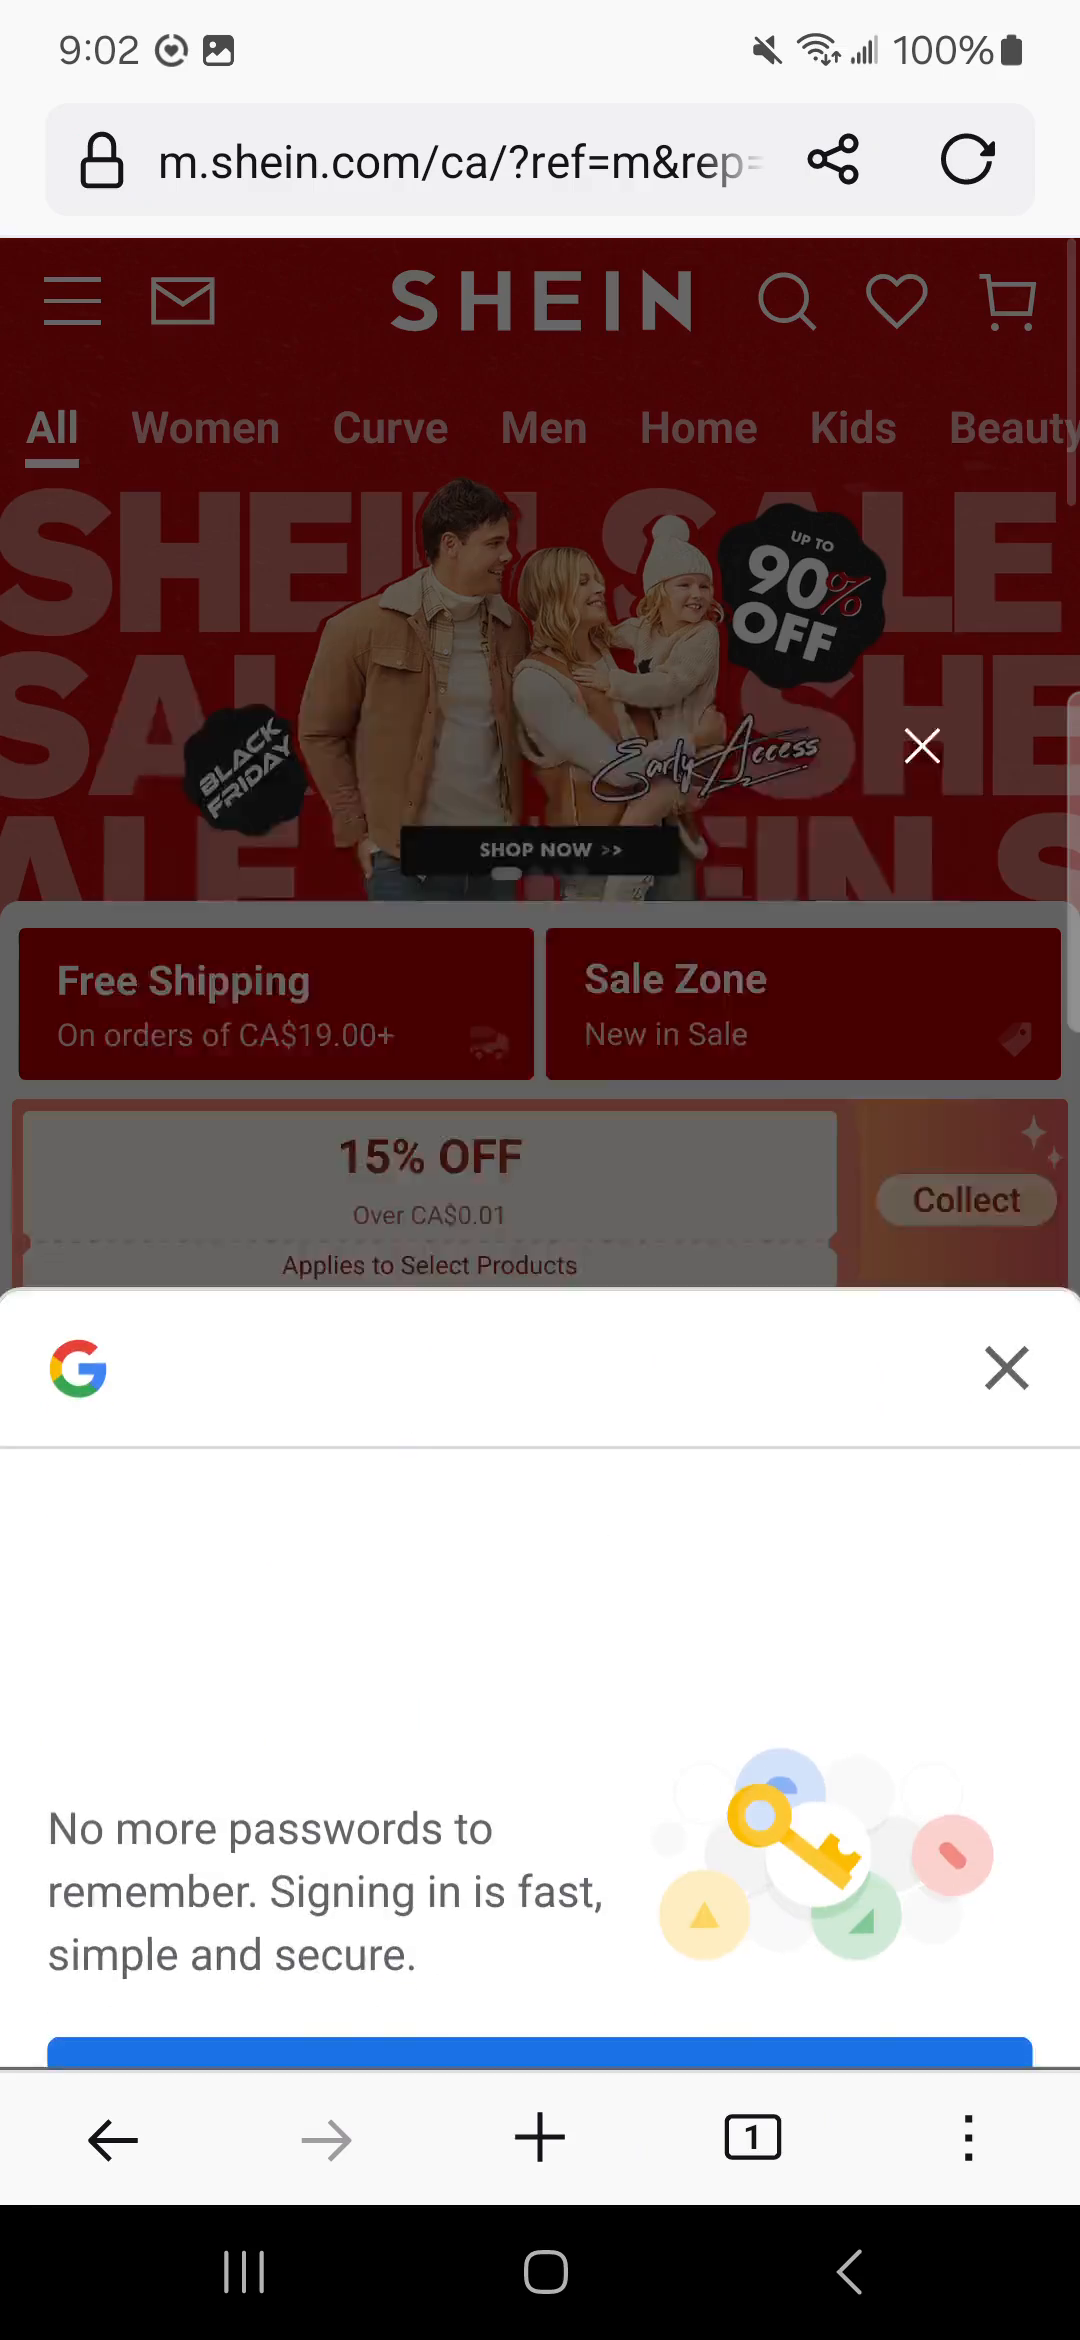 9:02 100%
m.shein.com/ca/?ref=m&rep=
SHEIN
All Women Curve Men Home Kids Beauty
SHEIN SALE
UP TO
90%
OFF
SALE SHE
BLACK
FRIDAY
Early Access
ALE SHEIN S
SHOP NOW >>
Free Shipping
On orders of CA$19.00+
Sale Zone
New in Sale
15% OFF
Over CA$0.01
Collect
Applies to Select Products
No more passwords to
remember. Signing in is fast,
simple and secure.
1